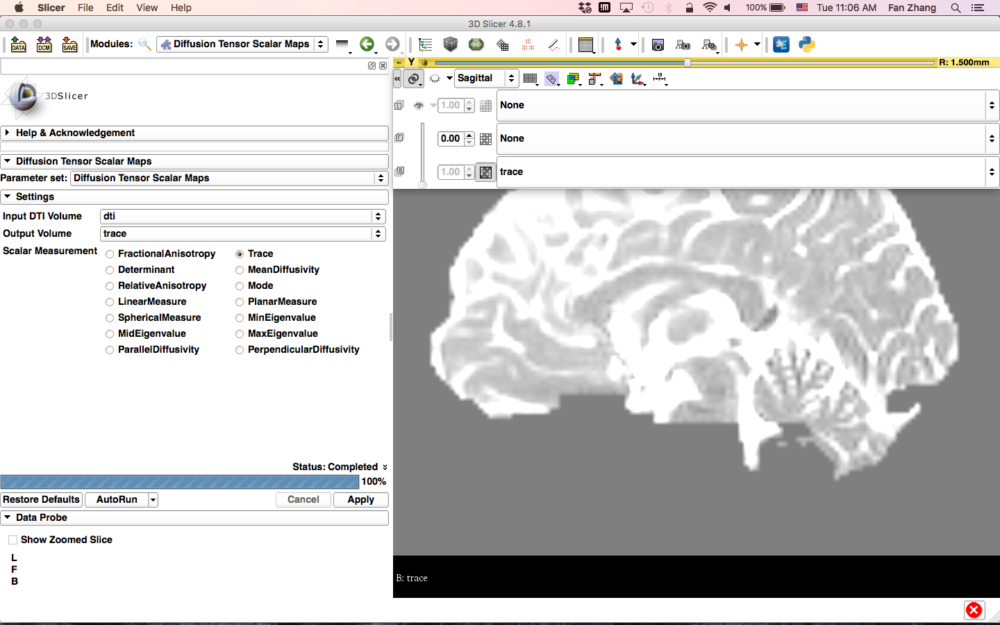 Slicer File Edit View Help 100% Tue 11:06 AM Fan Zhang
3D Slicer 4.8.1
DATA DCM SAVE Modules: Diffusion Tensor Scalar Maps
Y R: 1.500mm
Sagittal
3DSlicer
L 1.00 None
Help & Acknowledgement
F 0.00 None
Diffusion Tensor Scalar Maps
B 1.00 trace
Parameter set: Diffusion Tensor Scalar Maps
Settings
Input DTI Volume dti
Output Volume trace
Scalar Measurement FractionalAnisotropy Trace
Determinant MeanDiffusivity
RelativeAnisotropy Mode
LinearMeasure PlanarMeasure
SphericalMeasure MinEigenvalue
MidEigenvalue MaxEigenvalue
ParallelDiffusivity PerpendicularDiffusivity
Status: Completed
100%
Restore Defaults AutoRun Cancel Apply
Data Probe
Show Zoomed Slice
L
F
B
B: trace